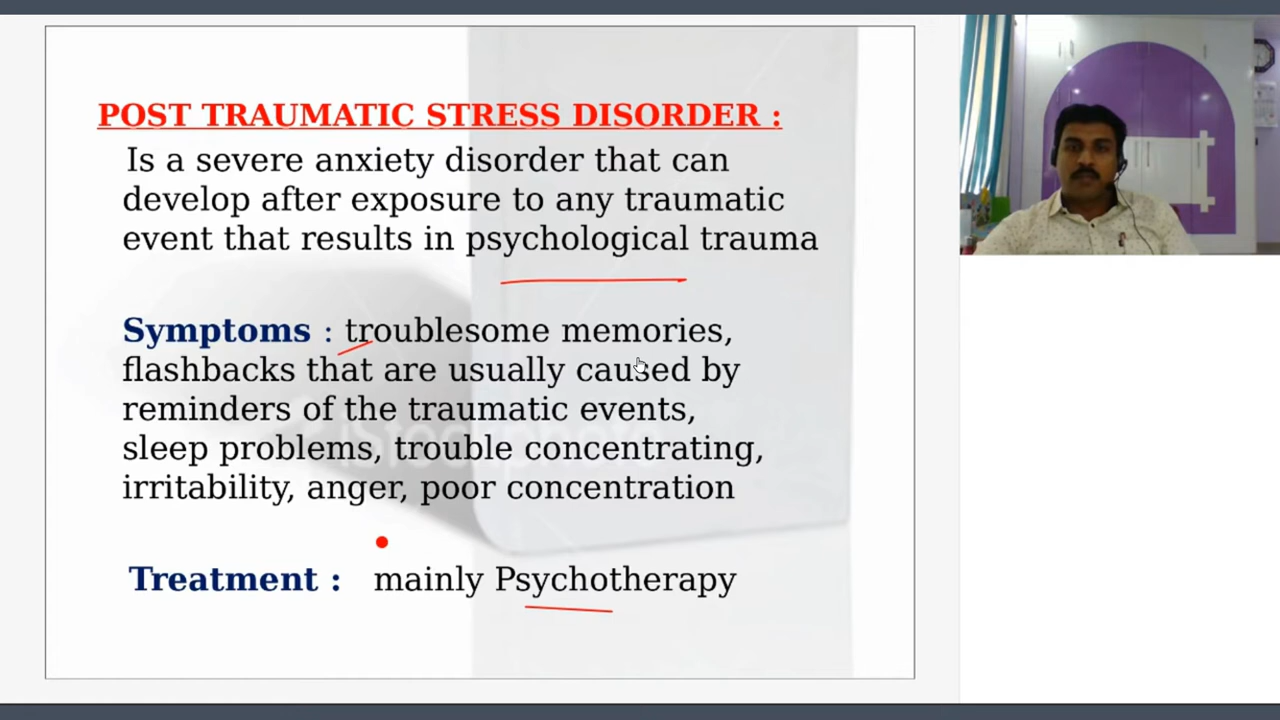 POST TRAUMATIC STRESS DISORDER :
Is a severe anxiety disorder that can
develop after exposure to any traumatic
event that results in psychological trauma
Symptoms : troublesome memories,
flashbacks that are usually caused by
reminders of the traumatic events,
sleep problems, trouble concentrating,
irritability, anger, poor concentration
Treatment : mainly Psychotherapy